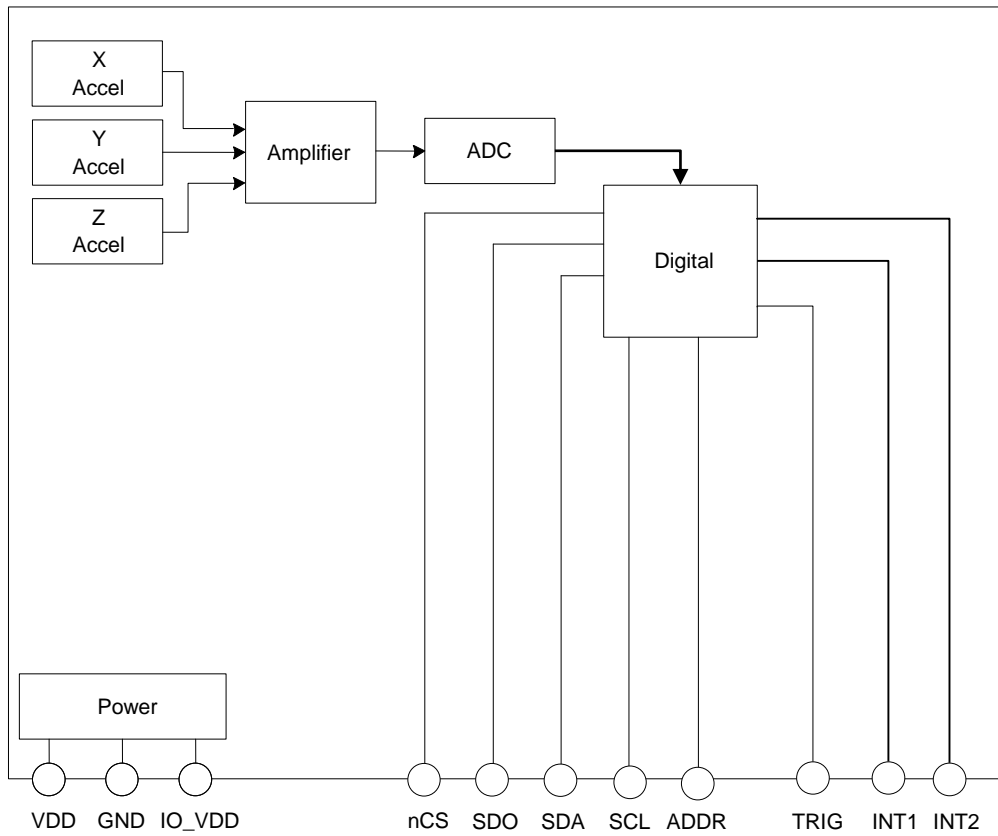 X
Accel
Y
Accel
Z
Accel
Amplifier
ADC
Digital
Power
VDD
GND
IO_VDD
nCS
SDO
SDA
SCL
ADDR
TRIG
INT1
INT2